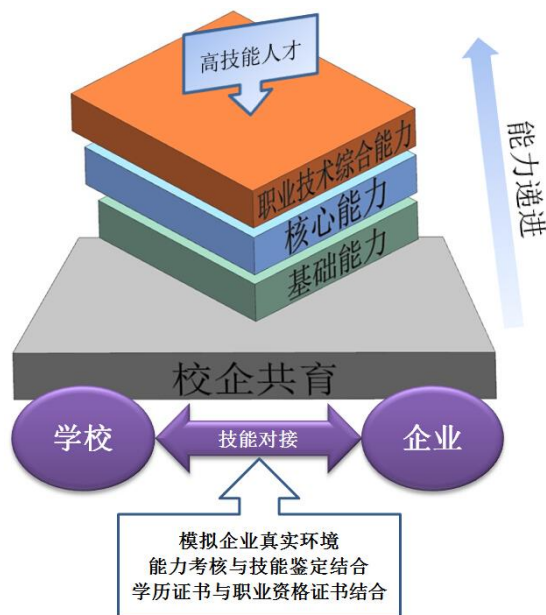 高技能人才
职业技术综合能力
核心能力
基础能力
能力递进
校企共育
学校
技能对接
企业
模拟企业真实环境
能力考核与技能鉴定结合
学历证书与职业资格证书结合